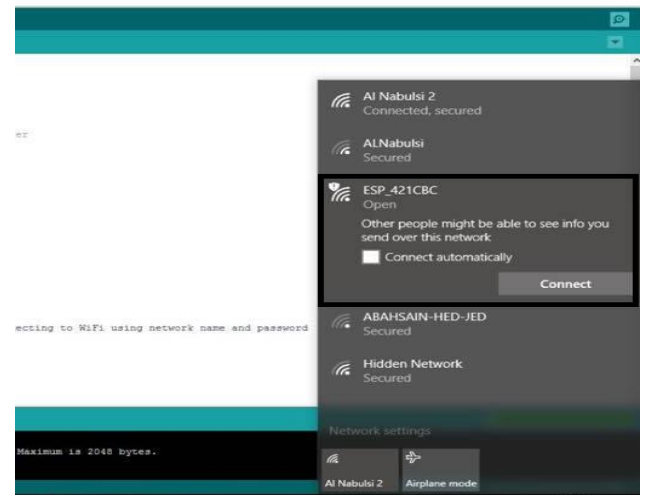 Al Nabulsi 2
Connected, secured
er
ALNabulsi
Secured
ESP_421CBC
Open
Other people might be able to see info you
send over this network
Connect automatically
Connect
ecting to WiFi using network name and password
ABAHSAIN-HED-JED
Secured
Hidden Network
Secured
Network settings
Maximum is 2048 bytes.
Al Nabulsi 2
Airplane mode